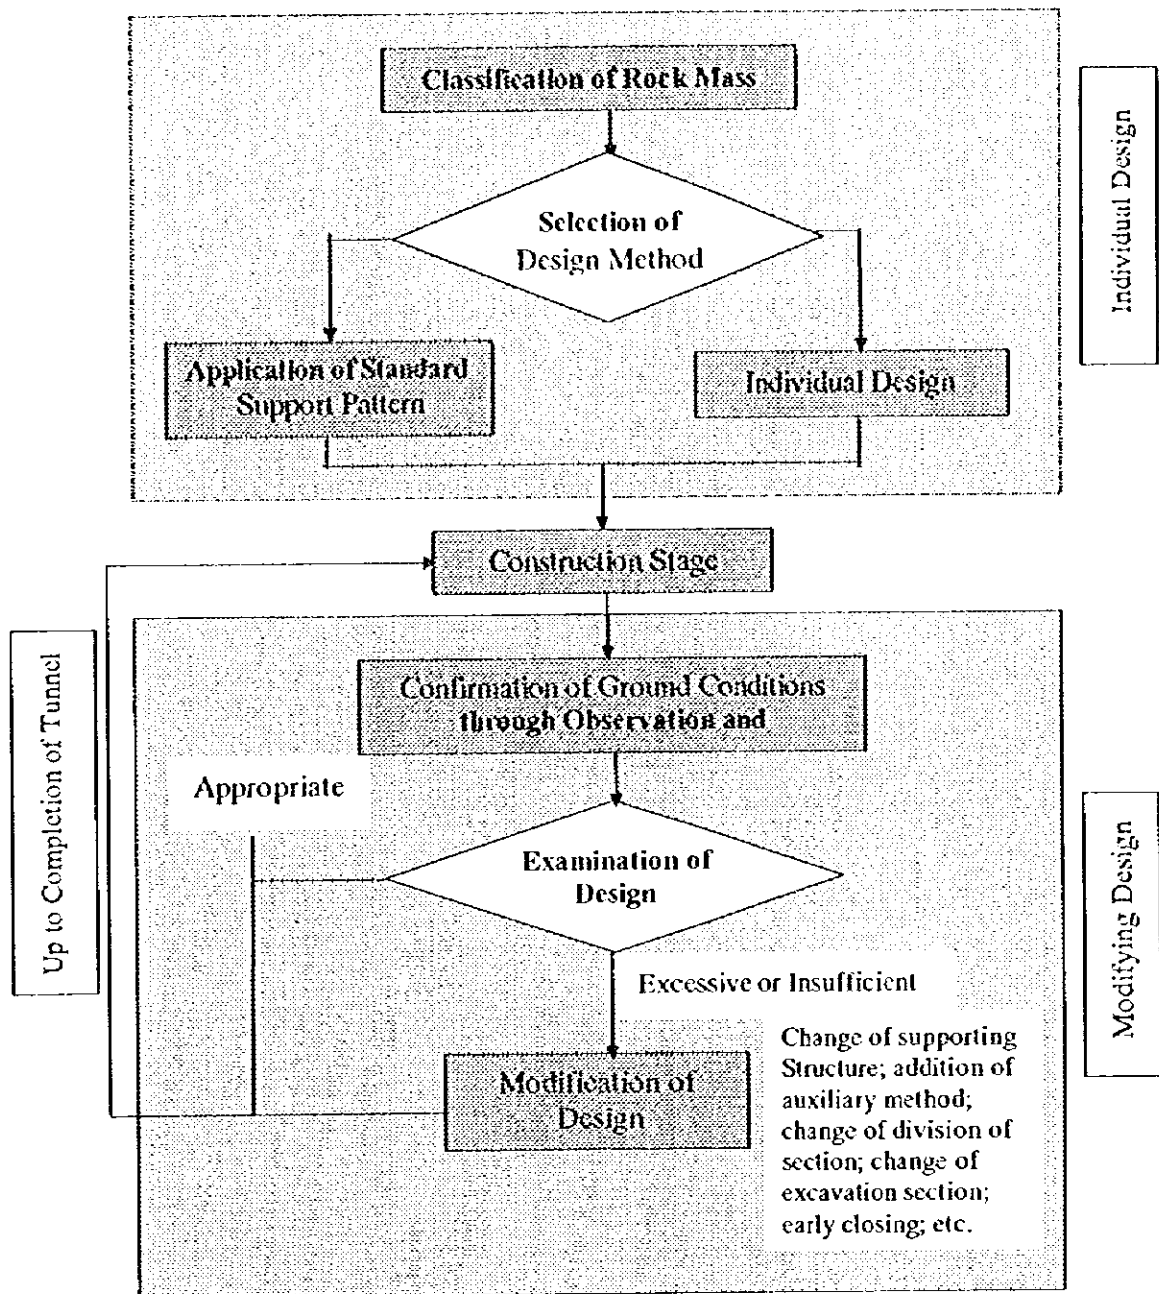 Classification of Rock Mass
Individual Design
Selection of
Design Method
Application of Standard
Support Pattern
Individual Design
Construction Stage
Up to Completion of Tunnel
Confirmation of Ground Conditions
through Observation and
Appropriate
Examination of
Design
Modifying Design
Excessive or Insufficient
Modification of
Design
Change of supporting
Structure; addition of
auxiliary method;
change of division of
section; change of
excavation section;
early closing; etc.